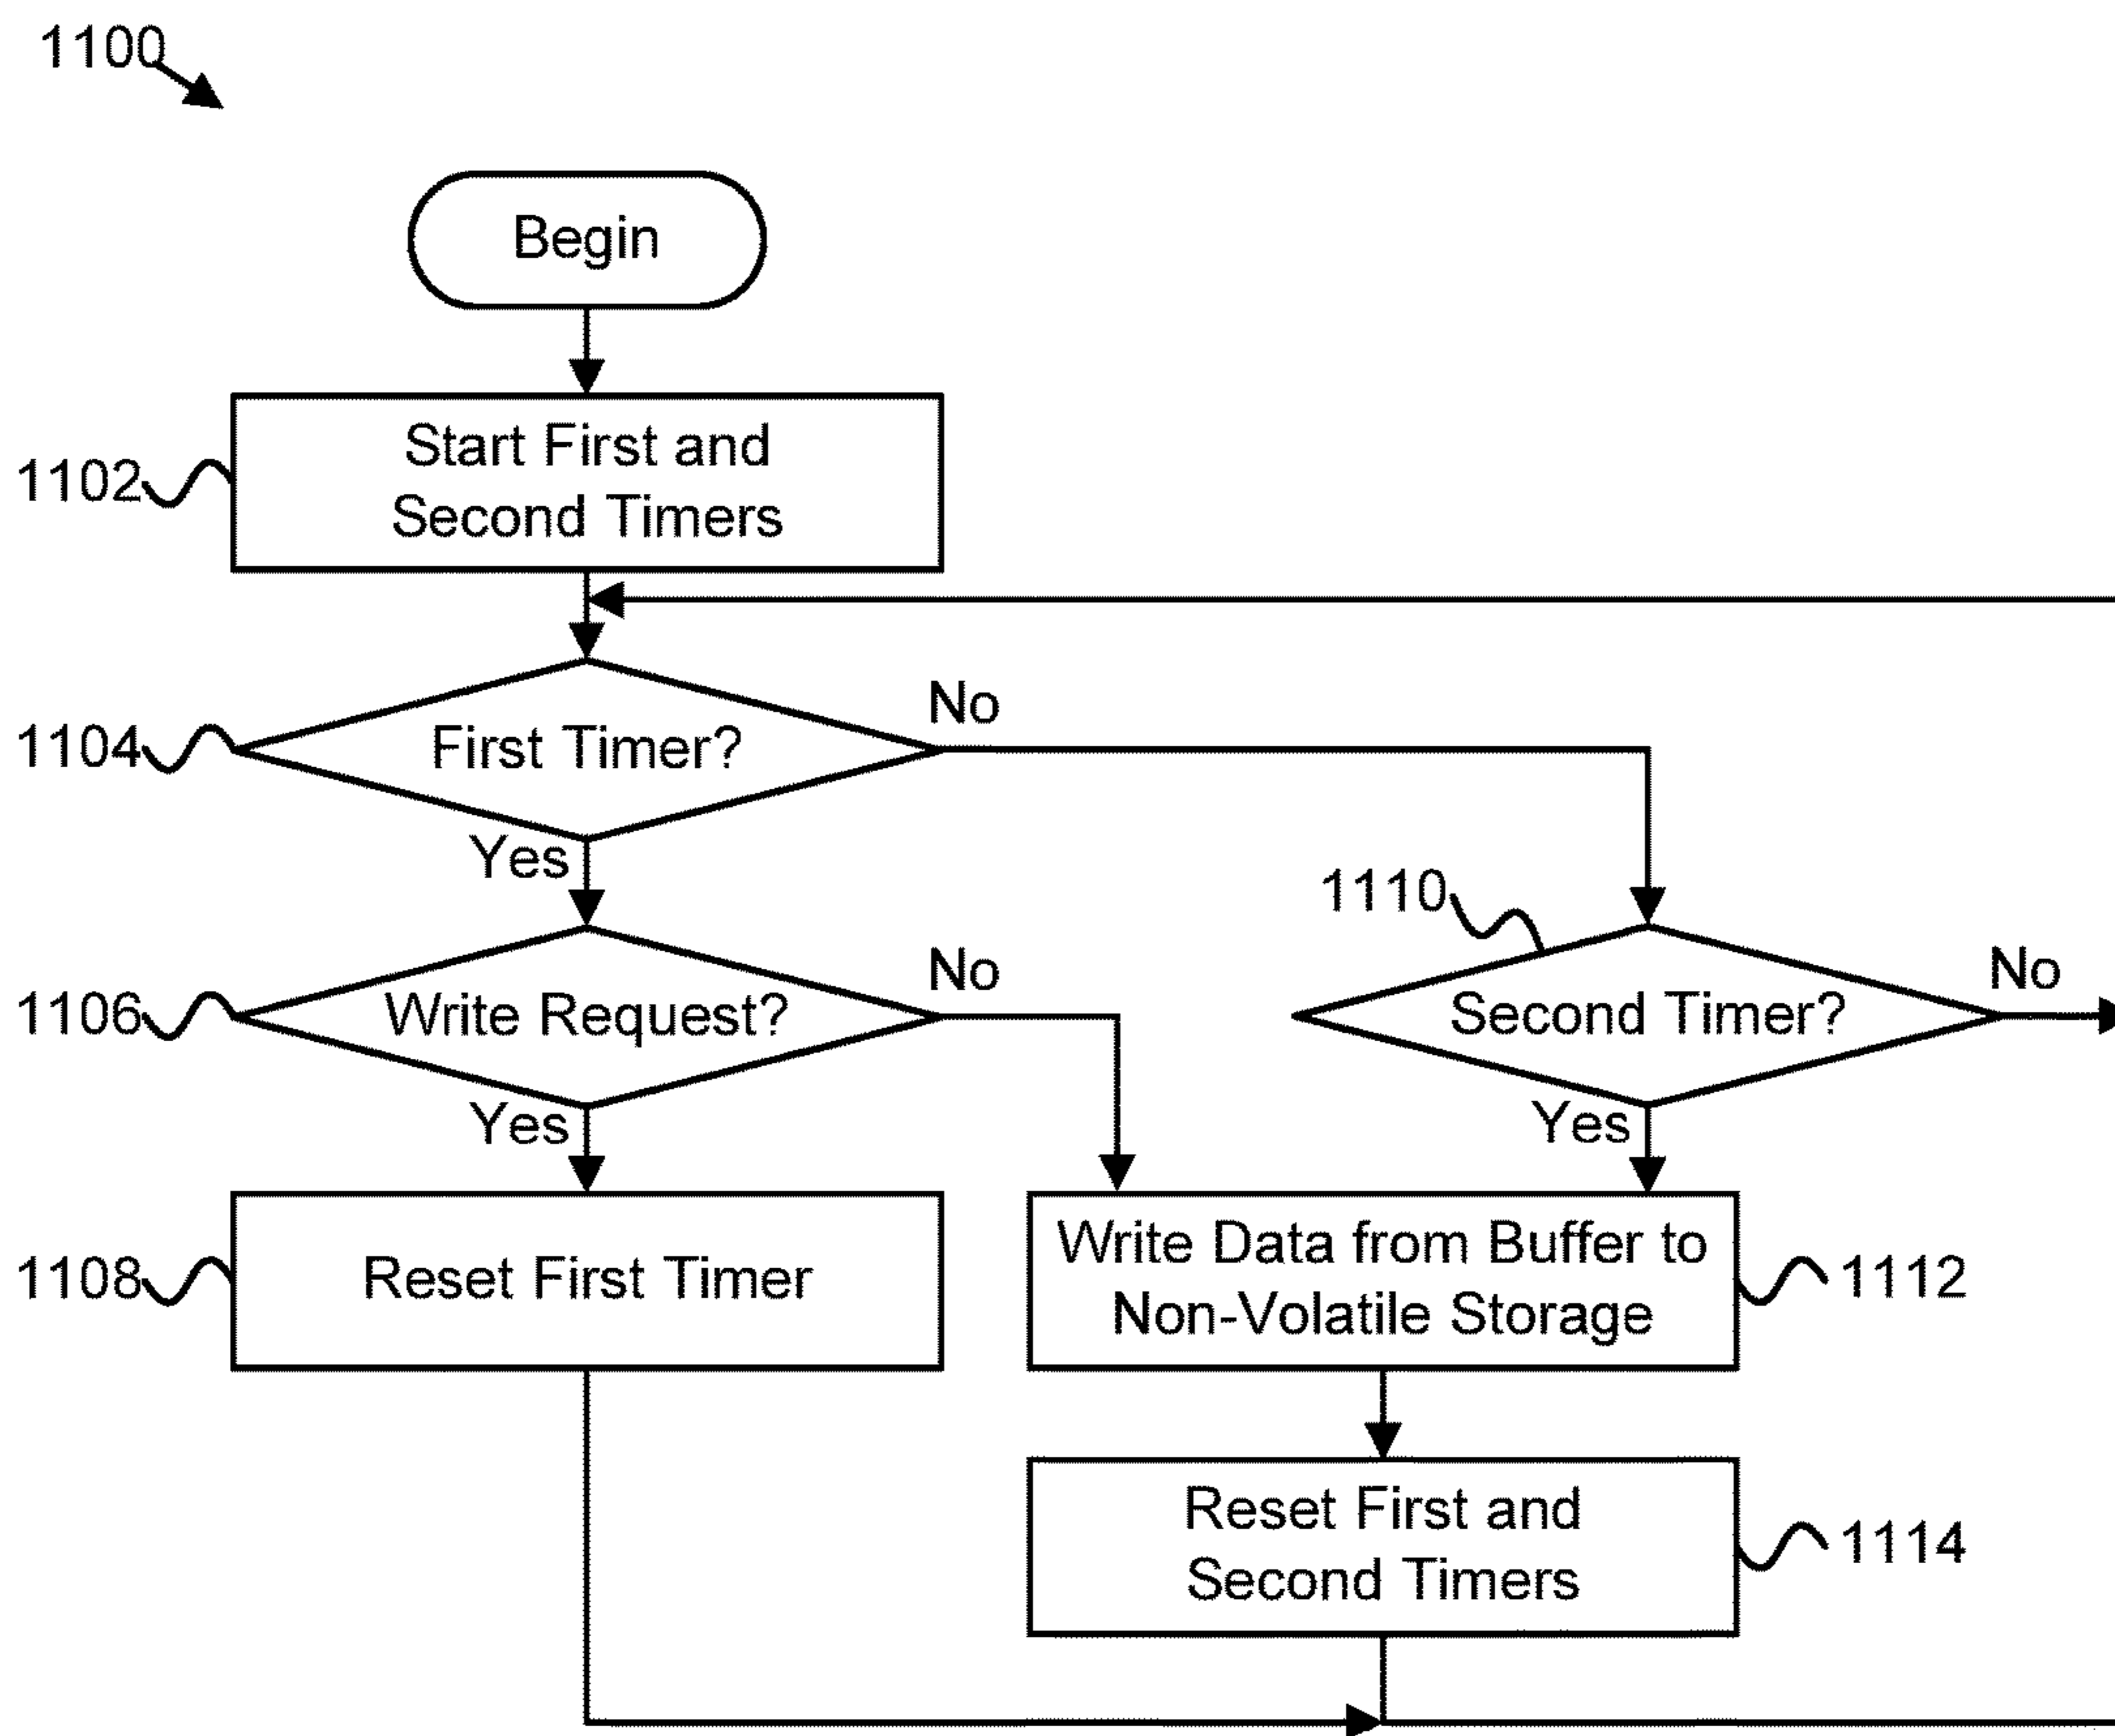 1100
Begin
1102
Start First and
Second Timers
1104
First Timer?
No
Yes
1106
Write Request?
No
Yes
1110
Second Timer?
No
Yes
1108
Reset First Timer
Write Data from Buffer to
Non-Volatile Storage
1112
Reset First and
Second Timers
1114